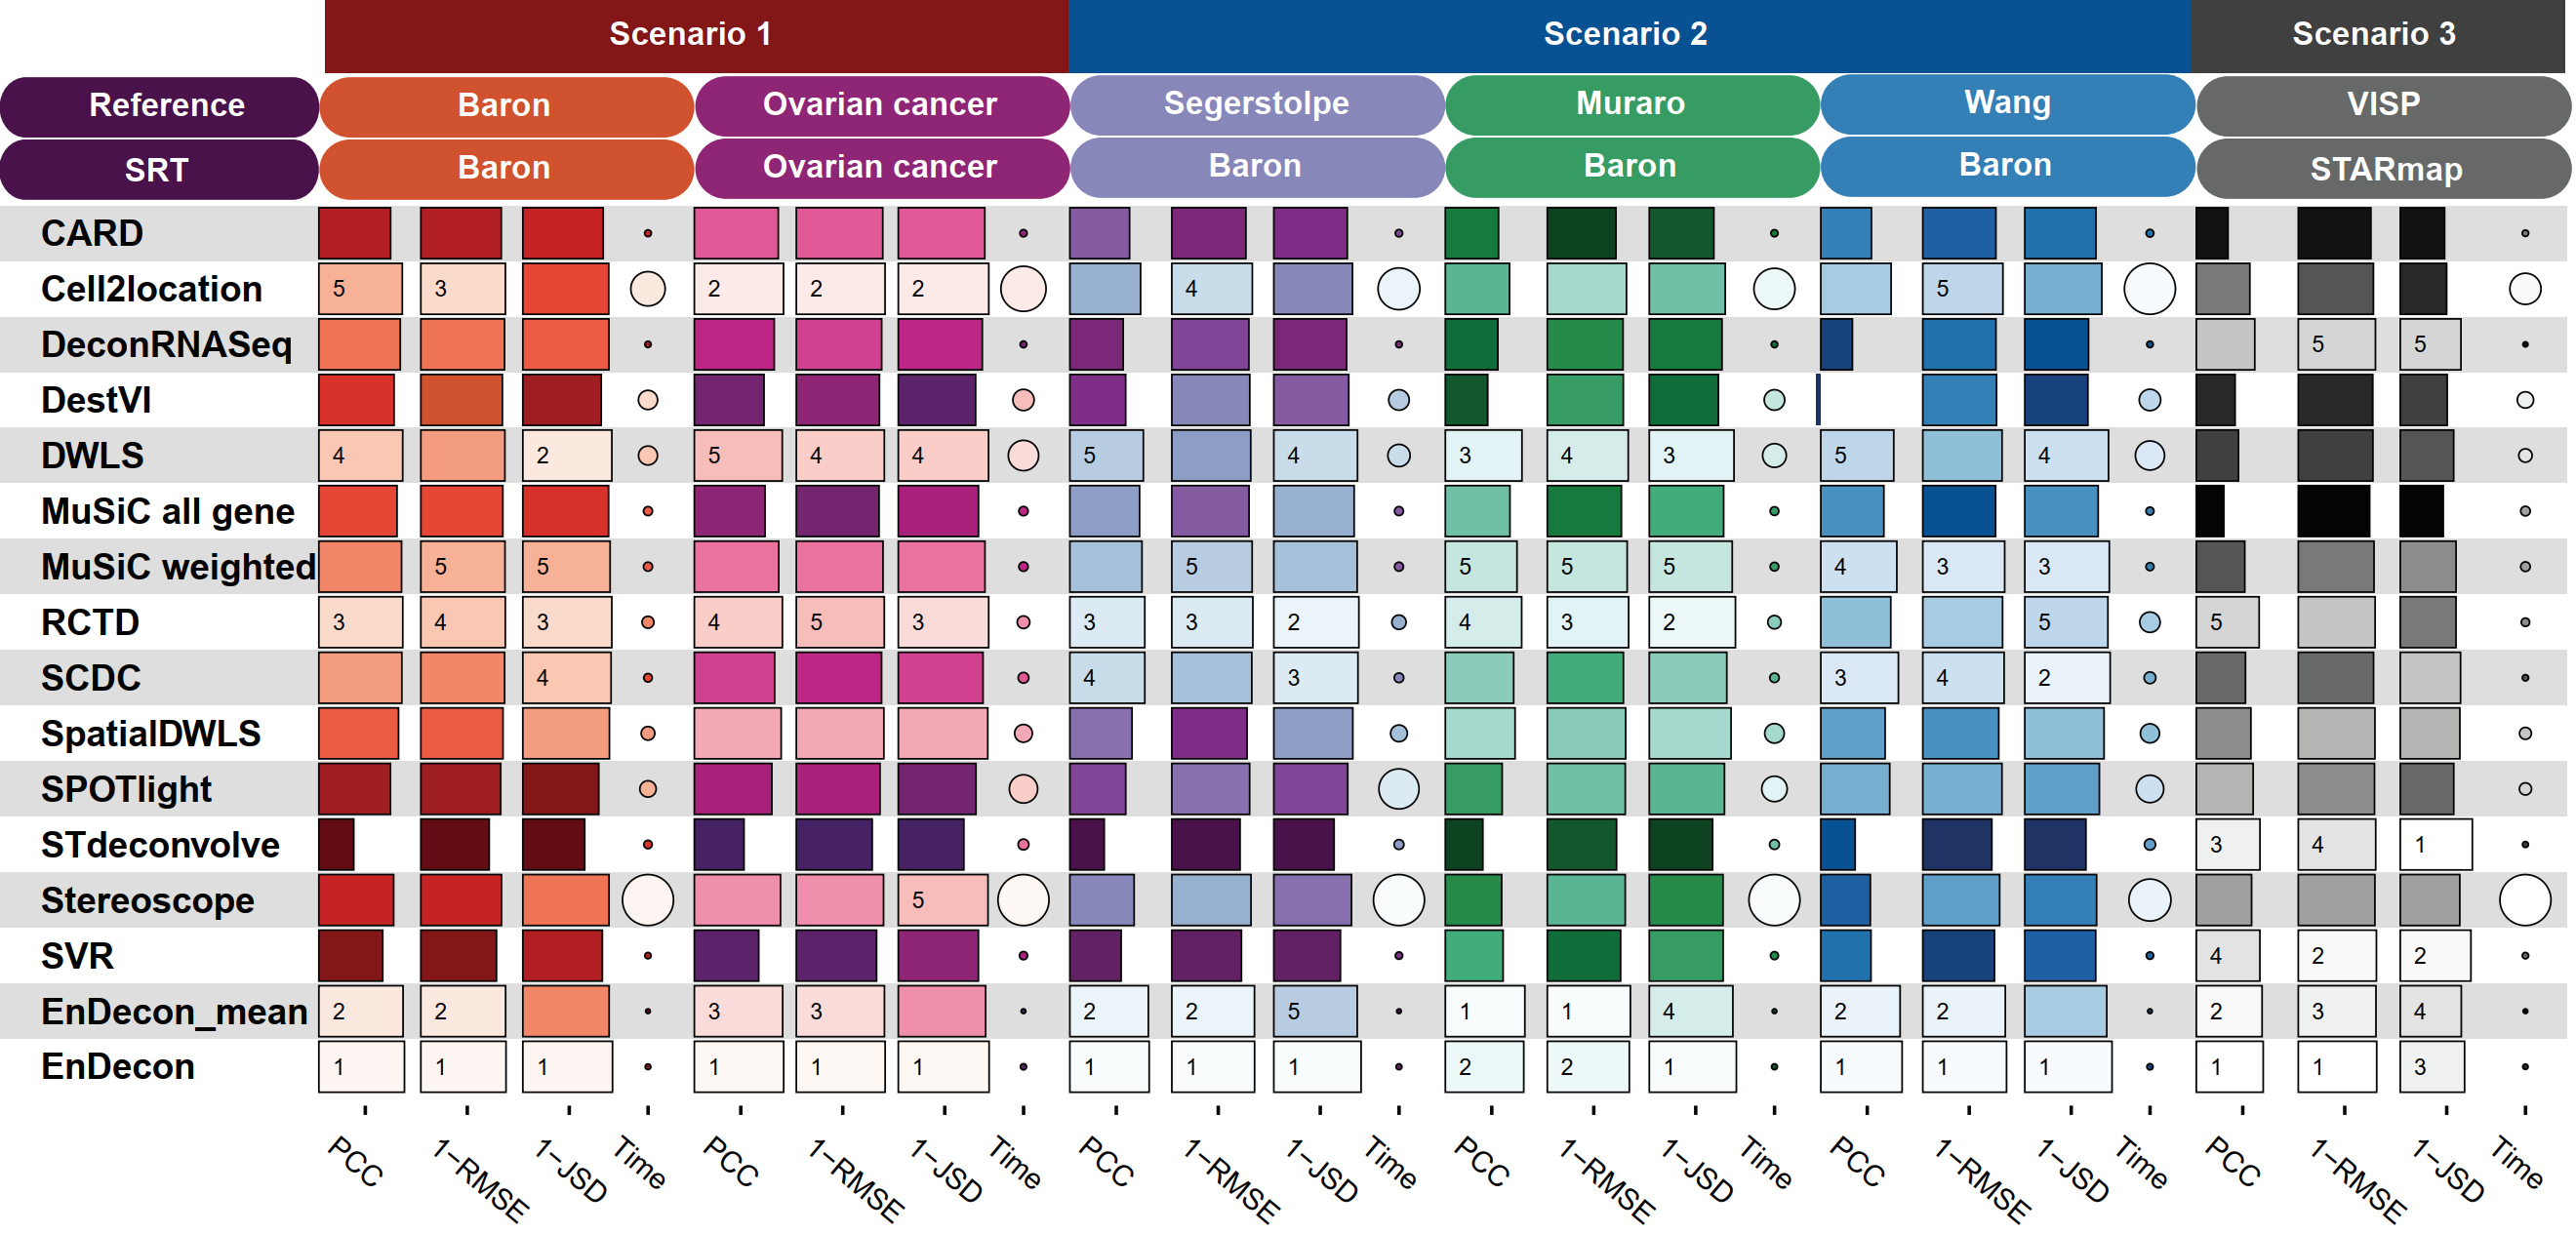 Scenario 1 Scenario 2 Scenario 3
Reference Baron Ovarian cancer Segerstolpe Muraro Wang VISP
SRT Baron Ovarian cancer Baron Baron Baron STARmap
CARD
Cell2location 5 3 2 2 2 4 5
DeconRNASeq 5 5
DestVI
DWLS 4 2 5 4 4 5 4 3 4 3 5 4
MuSiC all gene
MuSiC weighted 5 5 5 5 5 5 4 3 3
RCTD 3 4 3 4 5 3 3 3 2 4 3 2 5 5
SCDC 4 4 3 3 4 2
SpatialDWLS
SPOTlight
STdeconvolve 3 4 1
Stereoscope 5
SVR 4 2 2
EnDecon_mean 2 2 3 3 2 2 5 1 1 4 2 2 2 3 4
EnDecon 1 1 1 1 1 1 1 1 1 2 2 1 1 1 1 1 1 3
PCC 1-RMSE 1-JSD Time PCC 1-RMSE 1-JSD Time PCC 1-RMSE 1-JSD Time PCC 1-RMSE 1-JSD Time PCC 1-RMSE 1-JSD Time PCC 1-RMSE 1-JSD Time